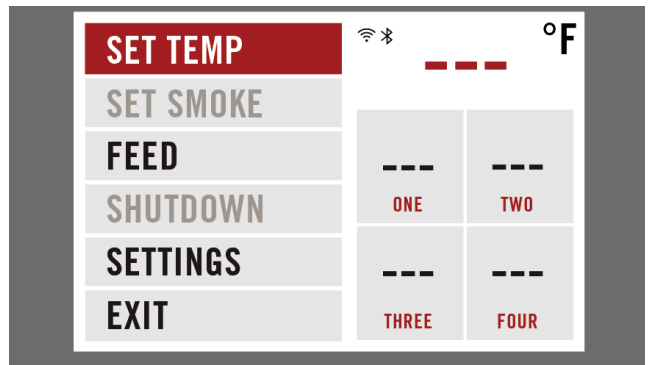 SET TEMP
SET SMOKE
FEED
SHUTDOWN
SETTINGS
EXIT
°F
---
---
---
ONE
TWO
---
---
THREE
FOUR